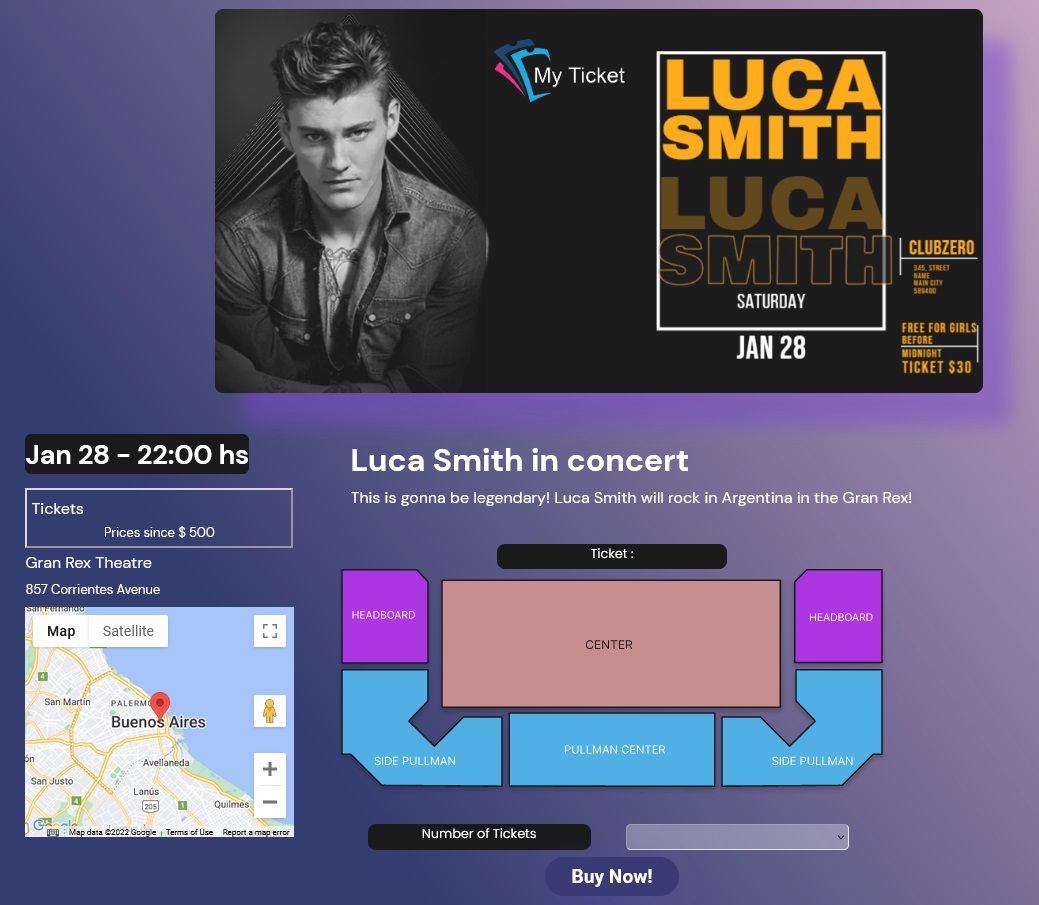 My Ticket
LUCA
SMITH
LUCA
SMITH
SATURDAY
JAN 28
CLUBZERO
345, STREET
NAME
MAIN CITY
586400
FREE FOR GIRLS
BEFORE
MIDNIGHT
TICKET $30
Jan 28 - 22:00 hs
Tickets
Prices since $ 500
Gran Rex Theatre
857 Corrientes Avenue
San Fernando
Map
Satellite
4
San Martín
PALERMO
Buenos Aires
Avellaneda
San Justo
Lanús
4
205
1
Quilmes
Google
Map data ©2022 Google
Terms of Use
Report a map error
Luca Smith in concert
This is gonna be legendary! Luca Smith will rock in Argentina in the Gran Rex!
Ticket :
HEADBOARD
CENTER
HEADBOARD
SIDE PULLMAN
PULLMAN CENTER
SIDE PULLMAN
Number of Tickets
Buy Now!